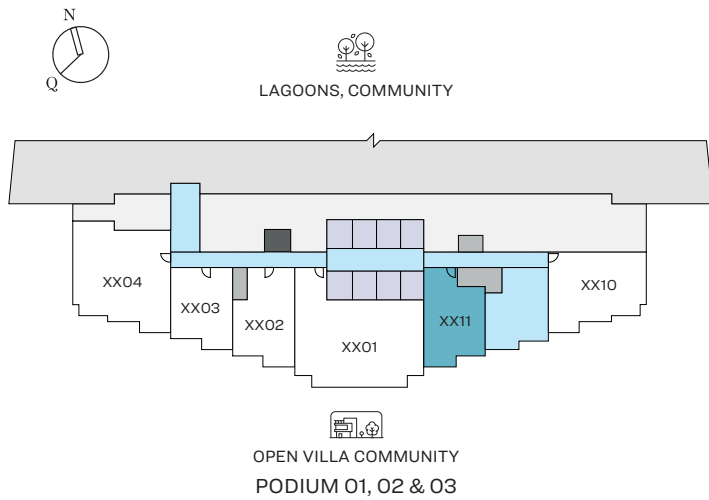 N
Q
LAGOONS, COMMUNITY
XX04
XX03
XX02
XX01
XX11
XX10
OPEN VILLA COMMUNITY
PODIUM 01, 02 & 03